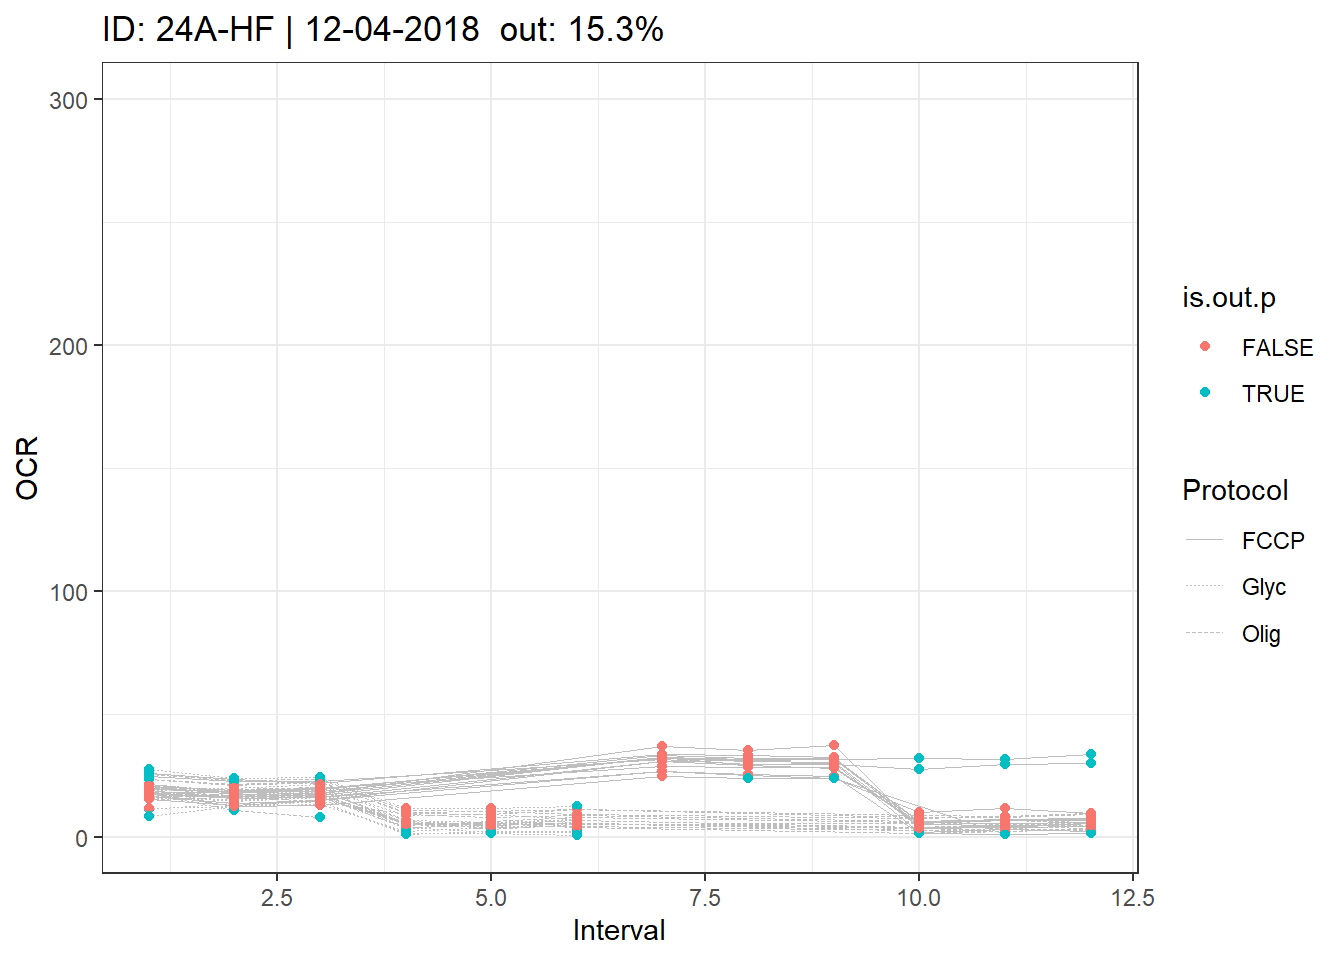 ID: 24A-HF | 12-04-2018  out: 15.3%
300
200
100
0
OCR
2.5
5.0
7.5
10.0
12.5
Interval
is.out.p
FALSE
TRUE
Protocol
FCCP
Glyc
Olig